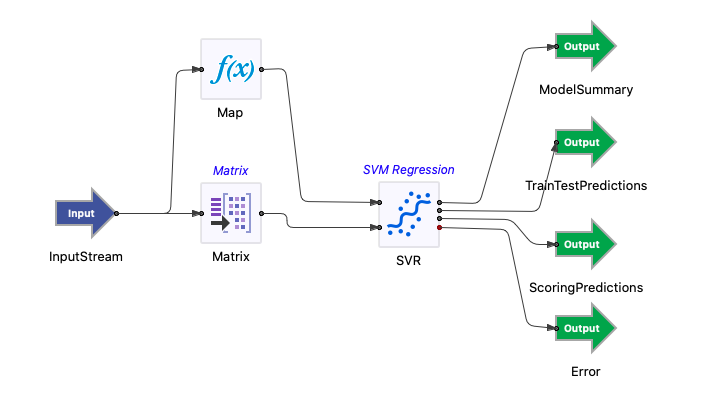 f(x)
Map
Input
InputStream
Matrix
Matrix
SVM Regression
SVR
Output
ModelSummary
Output
TrainTestPredictions
Output
ScoringPredictions
Output
Error